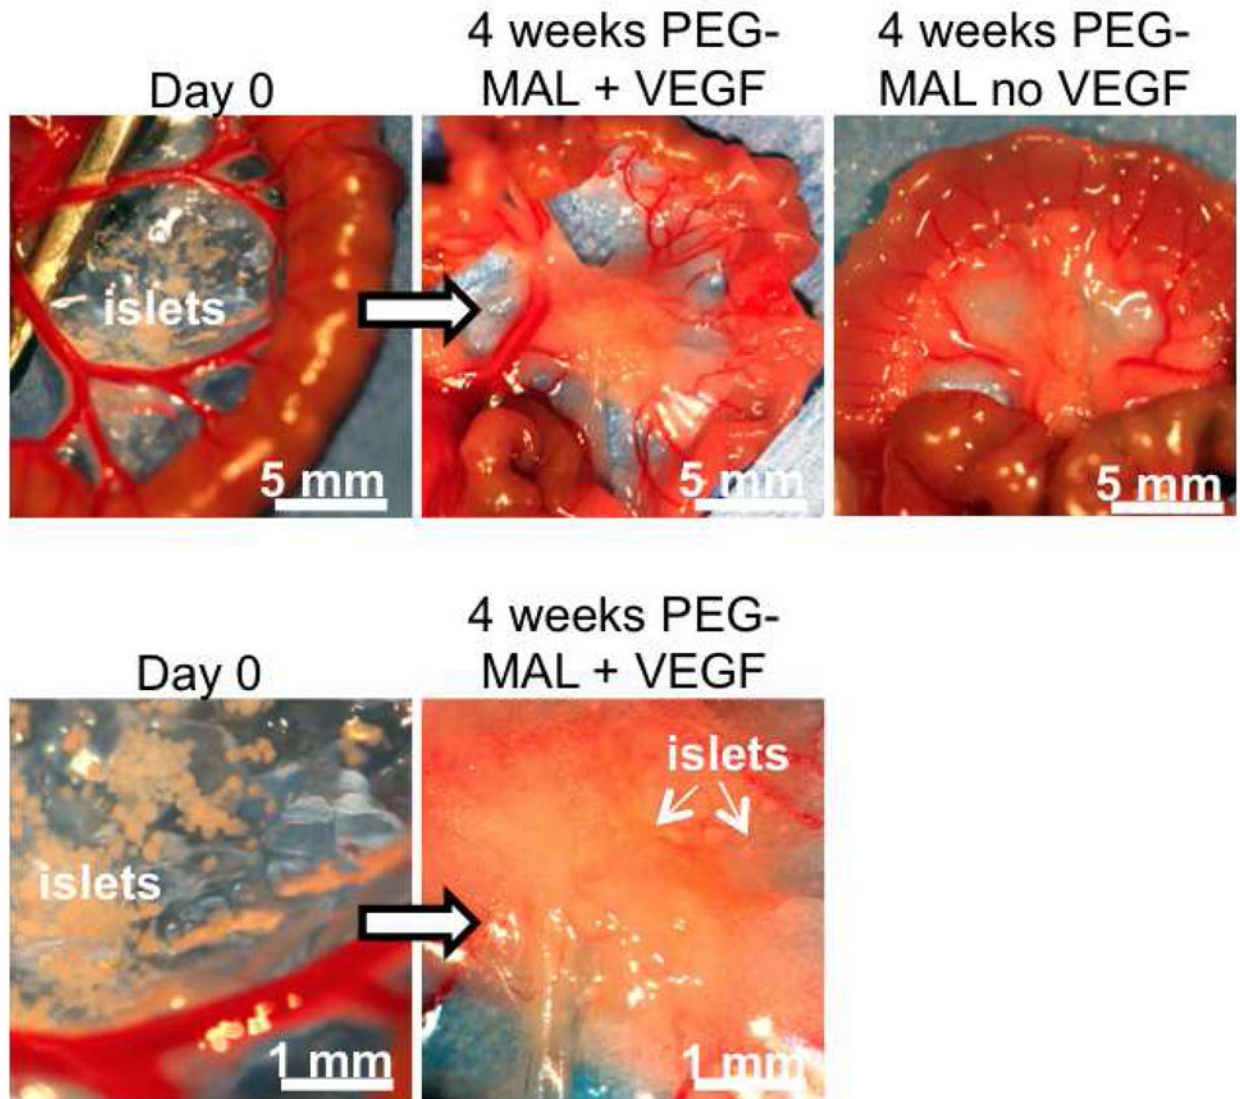 Day 0
4 weeks PEG-
MAL + VEGF
4 weeks PEG-
MAL no VEGF
islets
5 mm
5 mm
5 mm
Day 0
4 weeks PEG-
MAL + VEGF
islets
islets
1 mm
1 mm